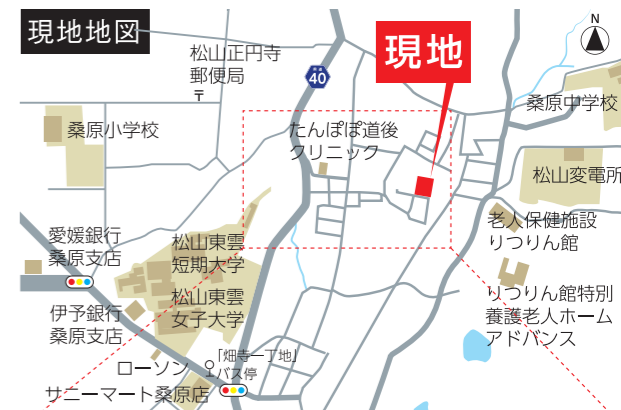 現地地図
松山正円寺
郵便局
〒
県道
40
現地
N
桑原中学校
桑原小学校
たんぽぽ道後
クリニック
松山変電所
老人保健施設
りつりん館
愛媛銀行
桑原支店
松山東雲
短期大学
松山東雲
女子大学
りつりん館特別
養護老人ホーム
アドバンス
伊予銀行
桑原支店
ローソン
「畑寺一丁地」
バス停
サニーマート桑原店